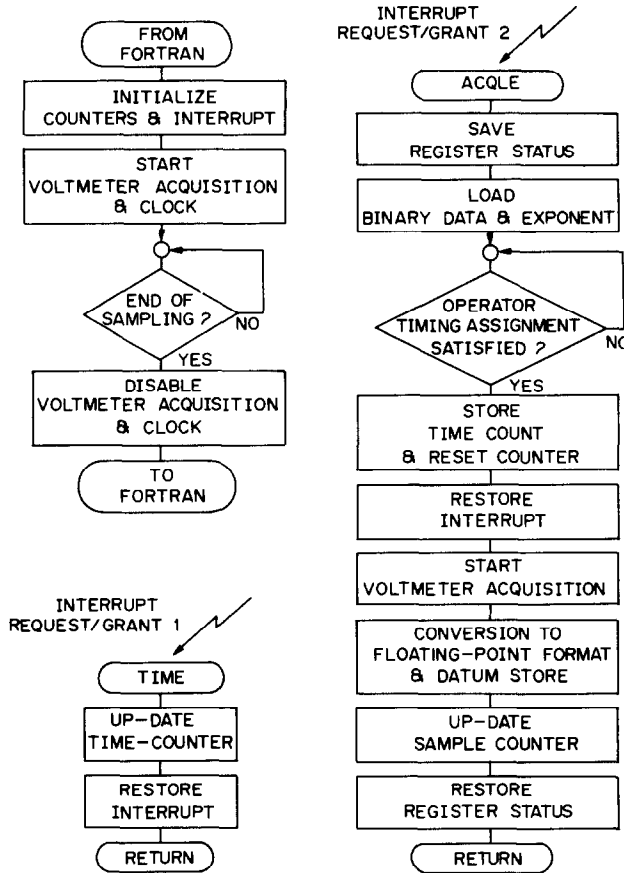 FROM
FORTRAN
INITIALIZE
COUNTERS & INTERRUPT
START
VOLTMETER ACQUISITION
& CLOCK
END OF
SAMPLING ?
NO
YES
DISABLE
VOLTMETER ACQUISITION
& CLOCK
TO
FORTRAN
INTERRUPT
REQUEST/GRANT 1
TIME
UP-DATE
TIME-COUNTER
RESTORE
INTERRUPT
RETURN
INTERRUPT
REQUEST/GRANT 2
ACQLE
SAVE
REGISTER STATUS
LOAD
BINARY DATA & EXPONENT
OPERATOR
TIMING ASSIGNMENT
SATISFIED ?
NO
YES
STORE
TIME COUNT
& RESET COUNTER
RESTORE
INTERRUPT
START
VOLTMETER ACQUISITION
CONVERSION TO
FLOATING-POINT FORMAT
& DATUM STORE
UP-DATE
SAMPLE COUNTER
RESTORE
REGISTER STATUS
RETURN